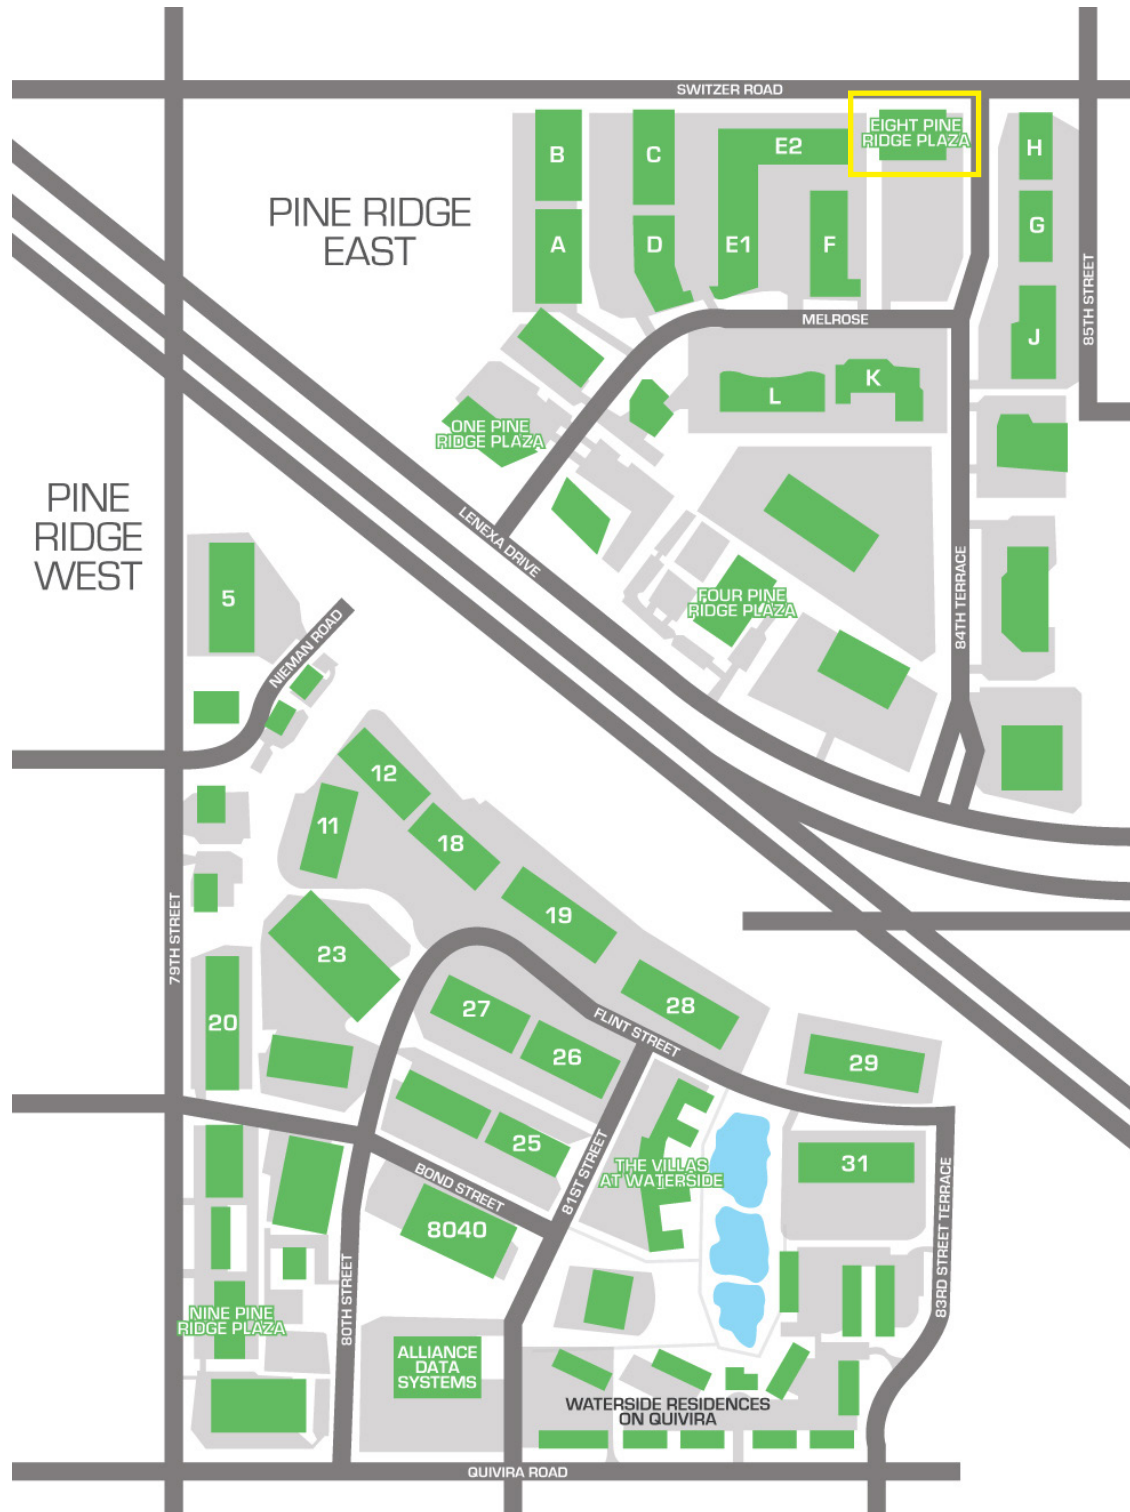 SWITZER ROAD
EIGHT PINE
RIDGE PLAZA
B
C
E2
H
PINE RIDGE
EAST
A
D
E1
F
G
85TH STREET
MELROSE
J
L
K
ONE PINE
RIDGE PLAZA
PINE
RIDGE
WEST
LENEXA DRIVE
84TH TERRACE
FOUR PINE
RIDGE PLAZA
5
NIEMAN ROAD
12
11
18
19
79TH STREET
23
20
27
26
28
FLINT STREET
29
25
BOND STREET
81ST STREET
THE VILLAS
AT WATERSIDE
31
8040
83RD STREET TERRACE
80TH STREET
NINE PINE
RIDGE PLAZA
ALLIANCE
DATA
SYSTEMS
WATERSIDE RESIDENCES
ON QUIVIRA
QUIVIRA ROAD